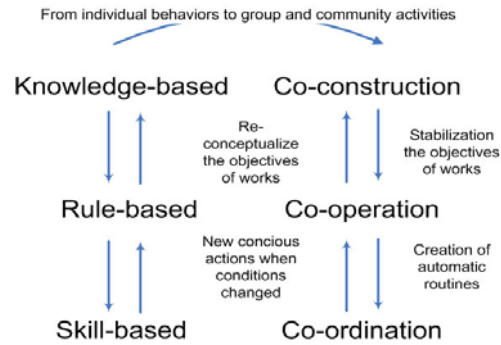 From individual behaviors to group and community activities
Knowledge-based
Co-construction
Re-
conceptualize
the objectives
of works
Stabilization
the objectives
of works
Rule-based
Co-operation
New concious
actions when
conditions
changed
Creation of
automatic
routines
Skill-based
Co-ordination